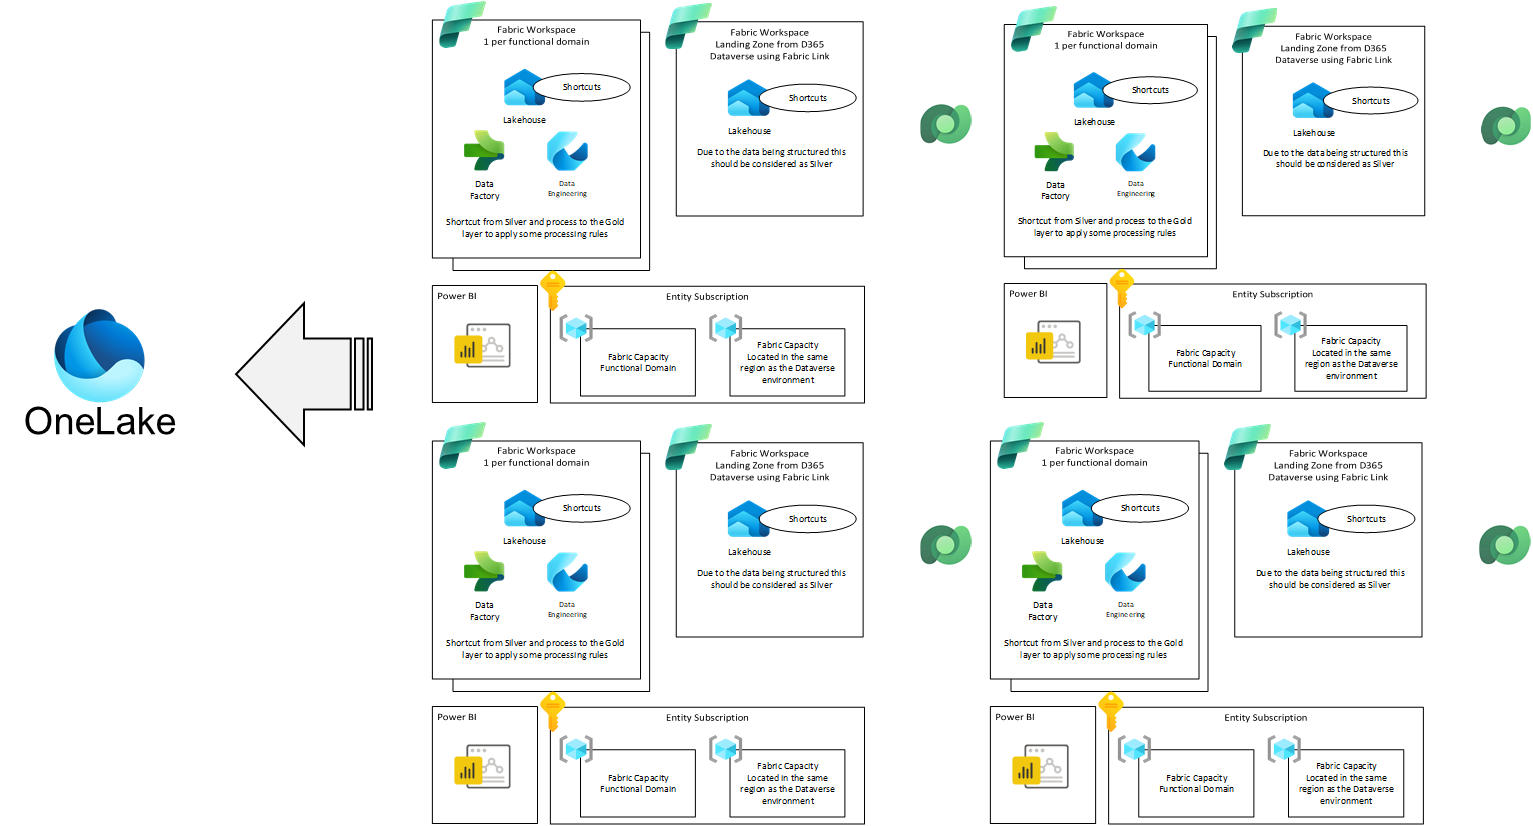 Fabric Workspace
1 per functional domain
Shortcuts
Lakehouse
Data
Factory
Data
Engineering
Shortcut from Silver and process to the Gold
layer to apply some processing rules
Fabric Workspace
Landing Zone from D365
Dataverse using Fabric Link
Shortcuts
Lakehouse
Due to the data being structured this
should be considered as Silver
Power BI
Entity Subscription
Fabric Capacity
Functional Domain
Fabric Capacity
Located in the same
region as the Dataverse
environment
Fabric Workspace
1 per functional domain
Shortcuts
Lakehouse
Data
Factory
Data
Engineering
Shortcut from Silver and process to the Gold
layer to apply some processing rules
Fabric Workspace
Landing Zone from D365
Dataverse using Fabric Link
Shortcuts
Lakehouse
Due to the data being structured this
should be considered as Silver
Power BI
Entity Subscription
Fabric Capacity
Functional Domain
Fabric Capacity
Located in the same
region as the Dataverse
environment
OneLake
Fabric Workspace
1 per functional domain
Shortcuts
Lakehouse
Data
Factory
Data
Engineering
Shortcut from Silver and process to the Gold
layer to apply some processing rules
Fabric Workspace
Landing Zone from D365
Dataverse using Fabric Link
Shortcuts
Lakehouse
Due to the data being structured this
should be considered as Silver
Power BI
Entity Subscription
Fabric Capacity
Functional Domain
Fabric Capacity
Located in the same
region as the Dataverse
environment
Fabric Workspace
1 per functional domain
Shortcuts
Lakehouse
Data
Factory
Data
Engineering
Shortcut from Silver and process to the Gold
layer to apply some processing rules
Fabric Workspace
Landing Zone from D365
Dataverse using Fabric Link
Shortcuts
Lakehouse
Due to the data being structured this
should be considered as Silver
Power BI
Entity Subscription
Fabric Capacity
Functional Domain
Fabric Capacity
Located in the same
region as the Dataverse
environment